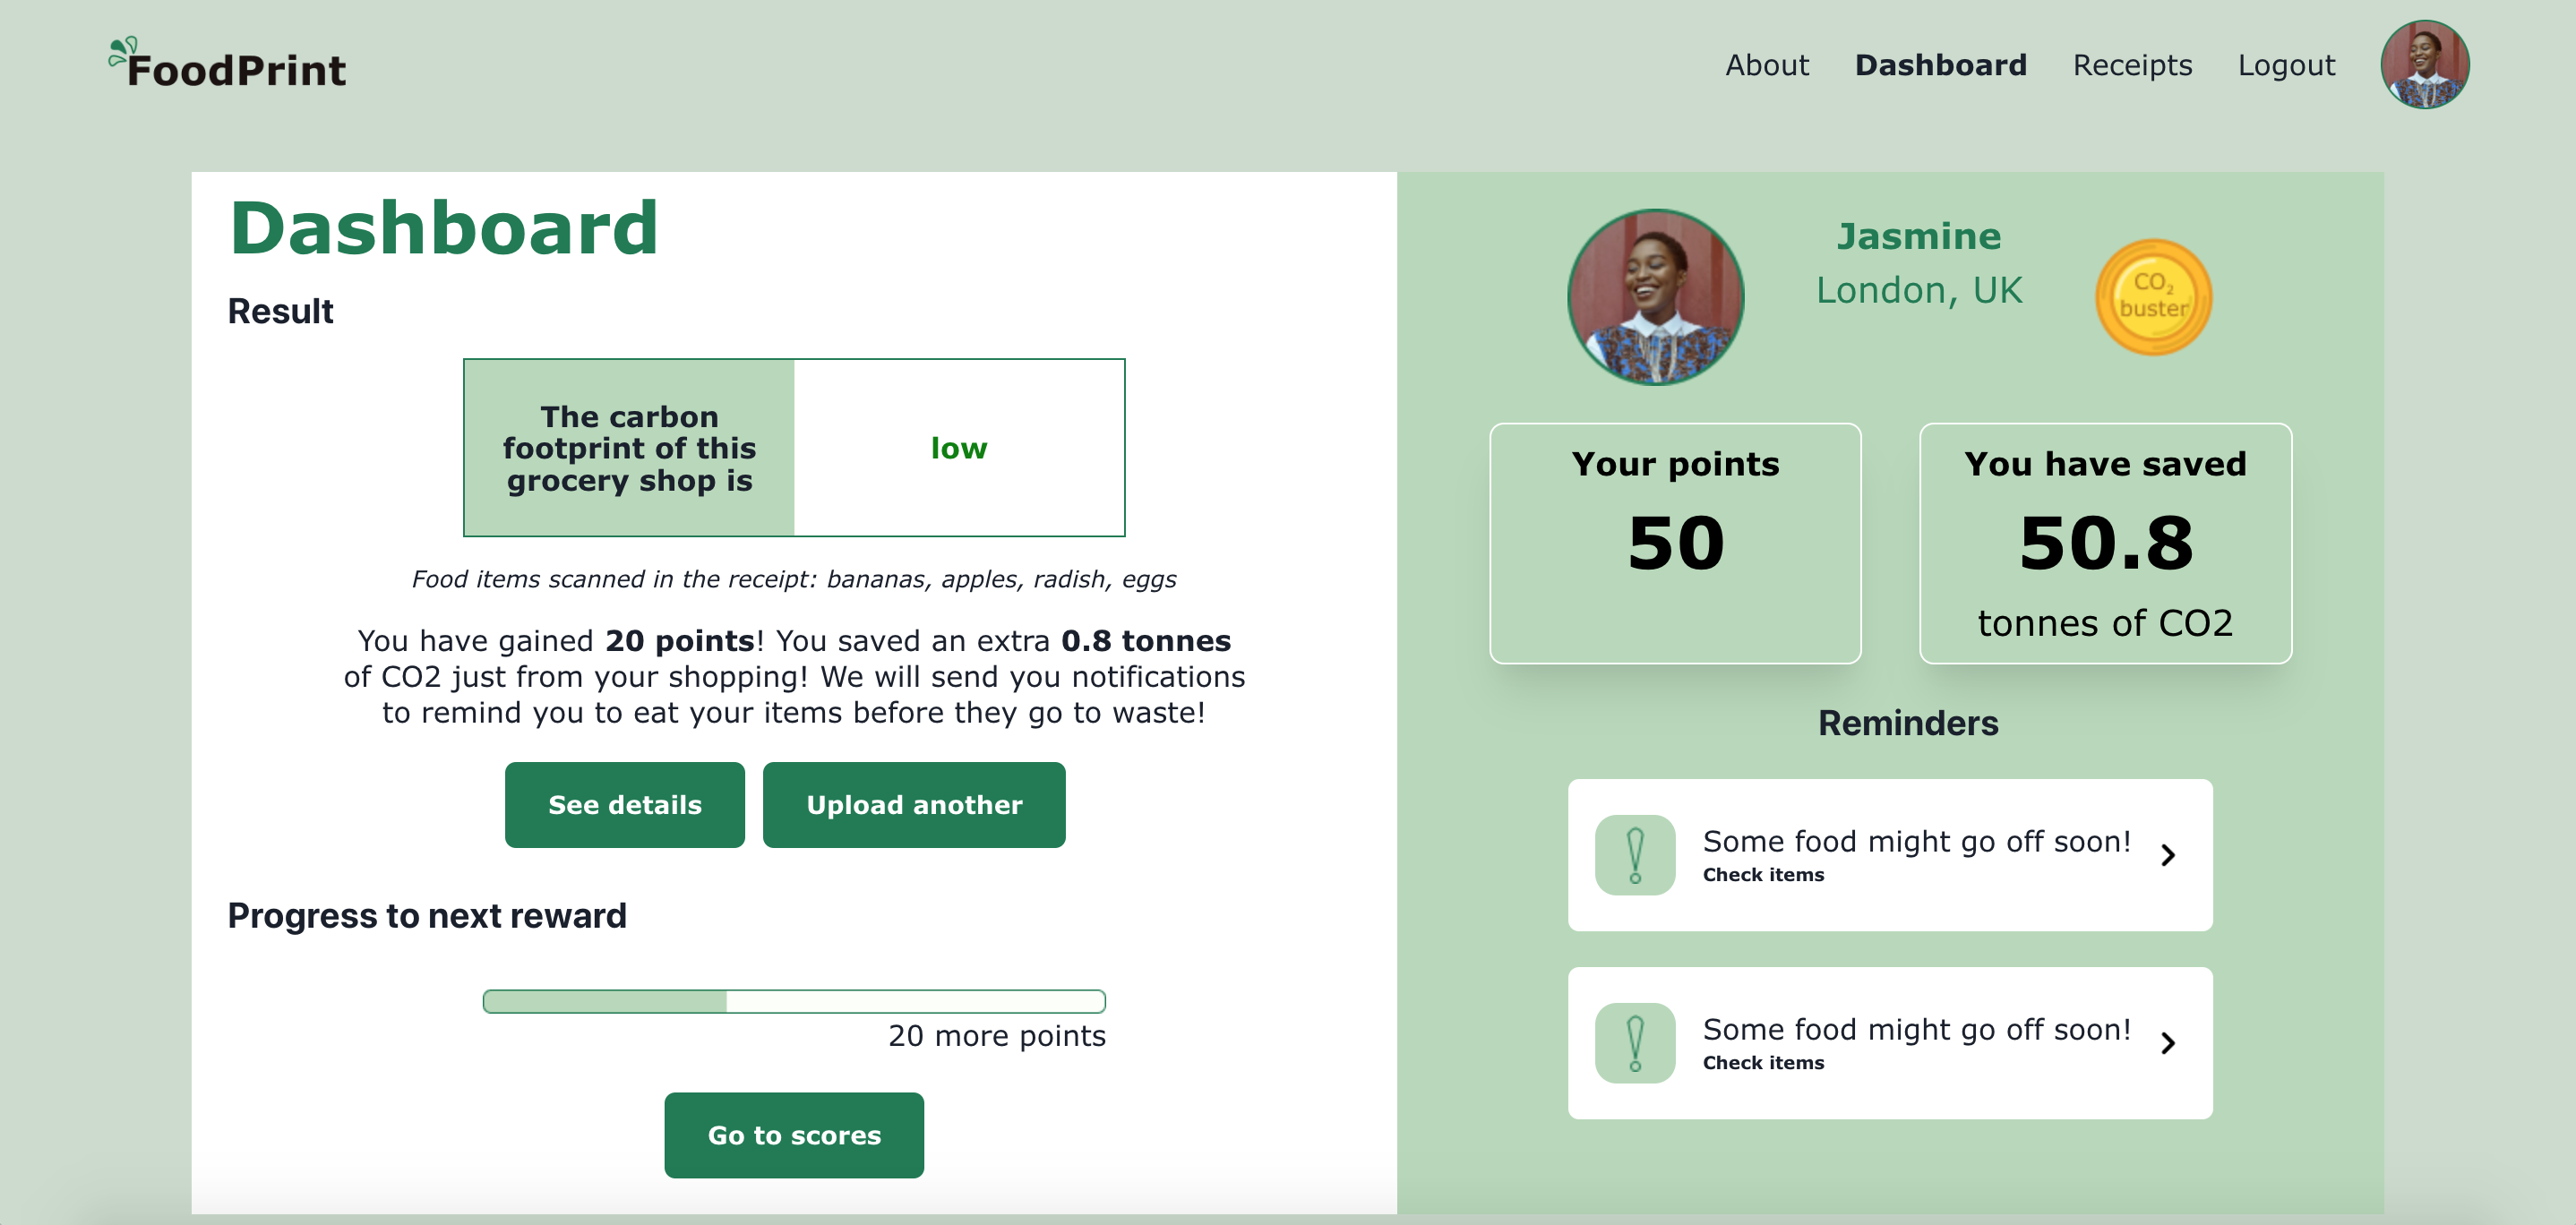 FoodPrint
About Dashboard Receipts Logout
Dashboard
Result
The carbon
footprint of this
grocery shop is
low
Food items scanned in the receipt: bananas, apples, radish, eggs
You have gained 20 points! You saved an extra 0.8 tonnes
of CO2 just from your shopping! We will send you notifications
to remind you to eat your items before they go to waste!
See details
Upload another
Progress to next reward
20 more points
Go to scores
Jasmine
London, UK
CO₂
buster
Your points
50
You have saved
50.8
tonnes of CO2
Reminders
Some food might go off soon!
Check items
Some food might go off soon!
Check items